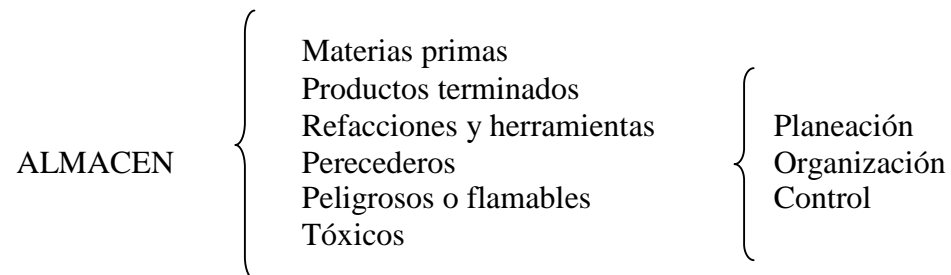 ALMACEN
Materias primas
Productos terminados
Refacciones y herramientas
Perecederos
Peligrosos o flamables
Tóxicos
Planeación
Organización
Control